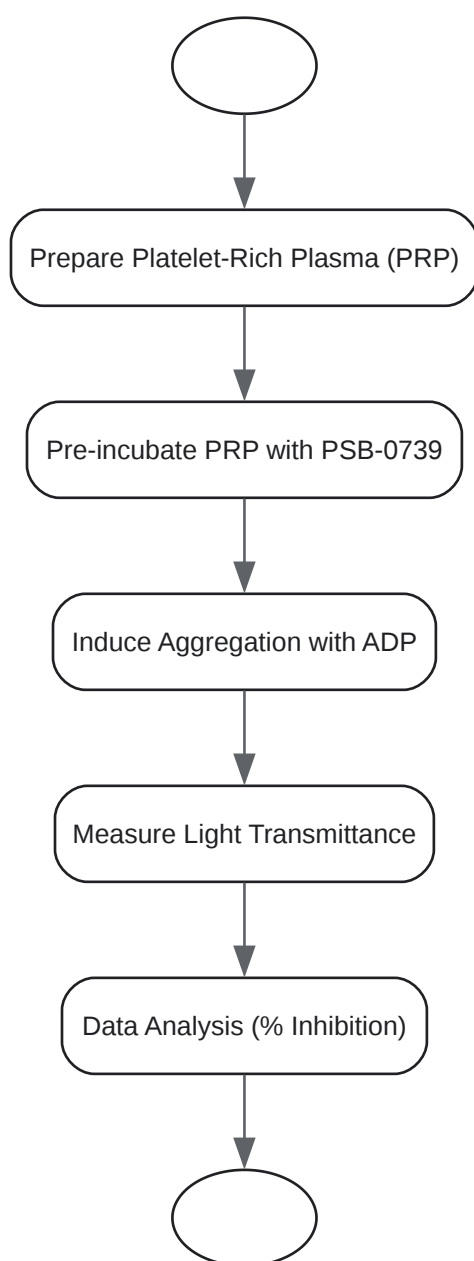 Prepare Platelet-Rich Plasma (PRP)
Pre-incubate PRP with PSB-0739
Induce Aggregation with ADP
Measure Light Transmittance
Data Analysis (% Inhibition)